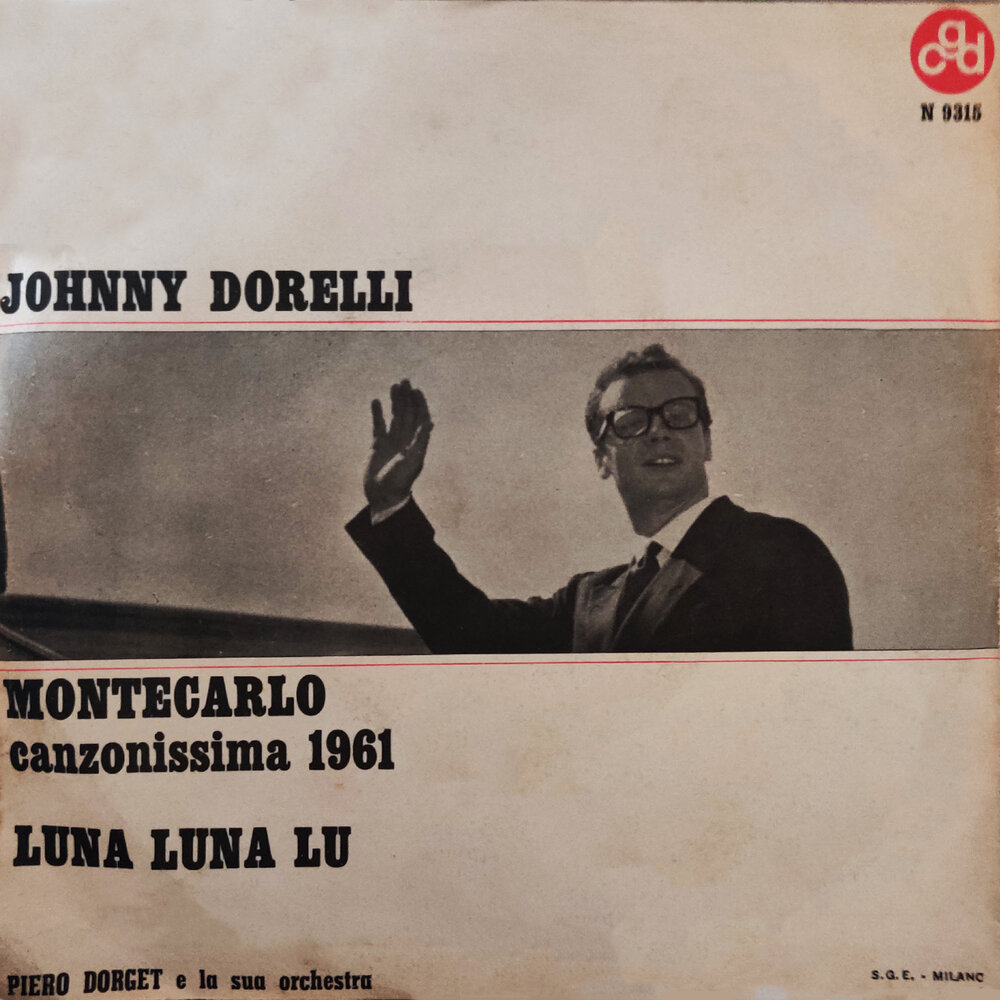 cgd
N 9315
JOHNNY DORELLI
MONTECARLO
canzonissima 1961
LUNA LUNA LU
PIERO DORGET e la sua orchestra
S.G.E. - MILANO